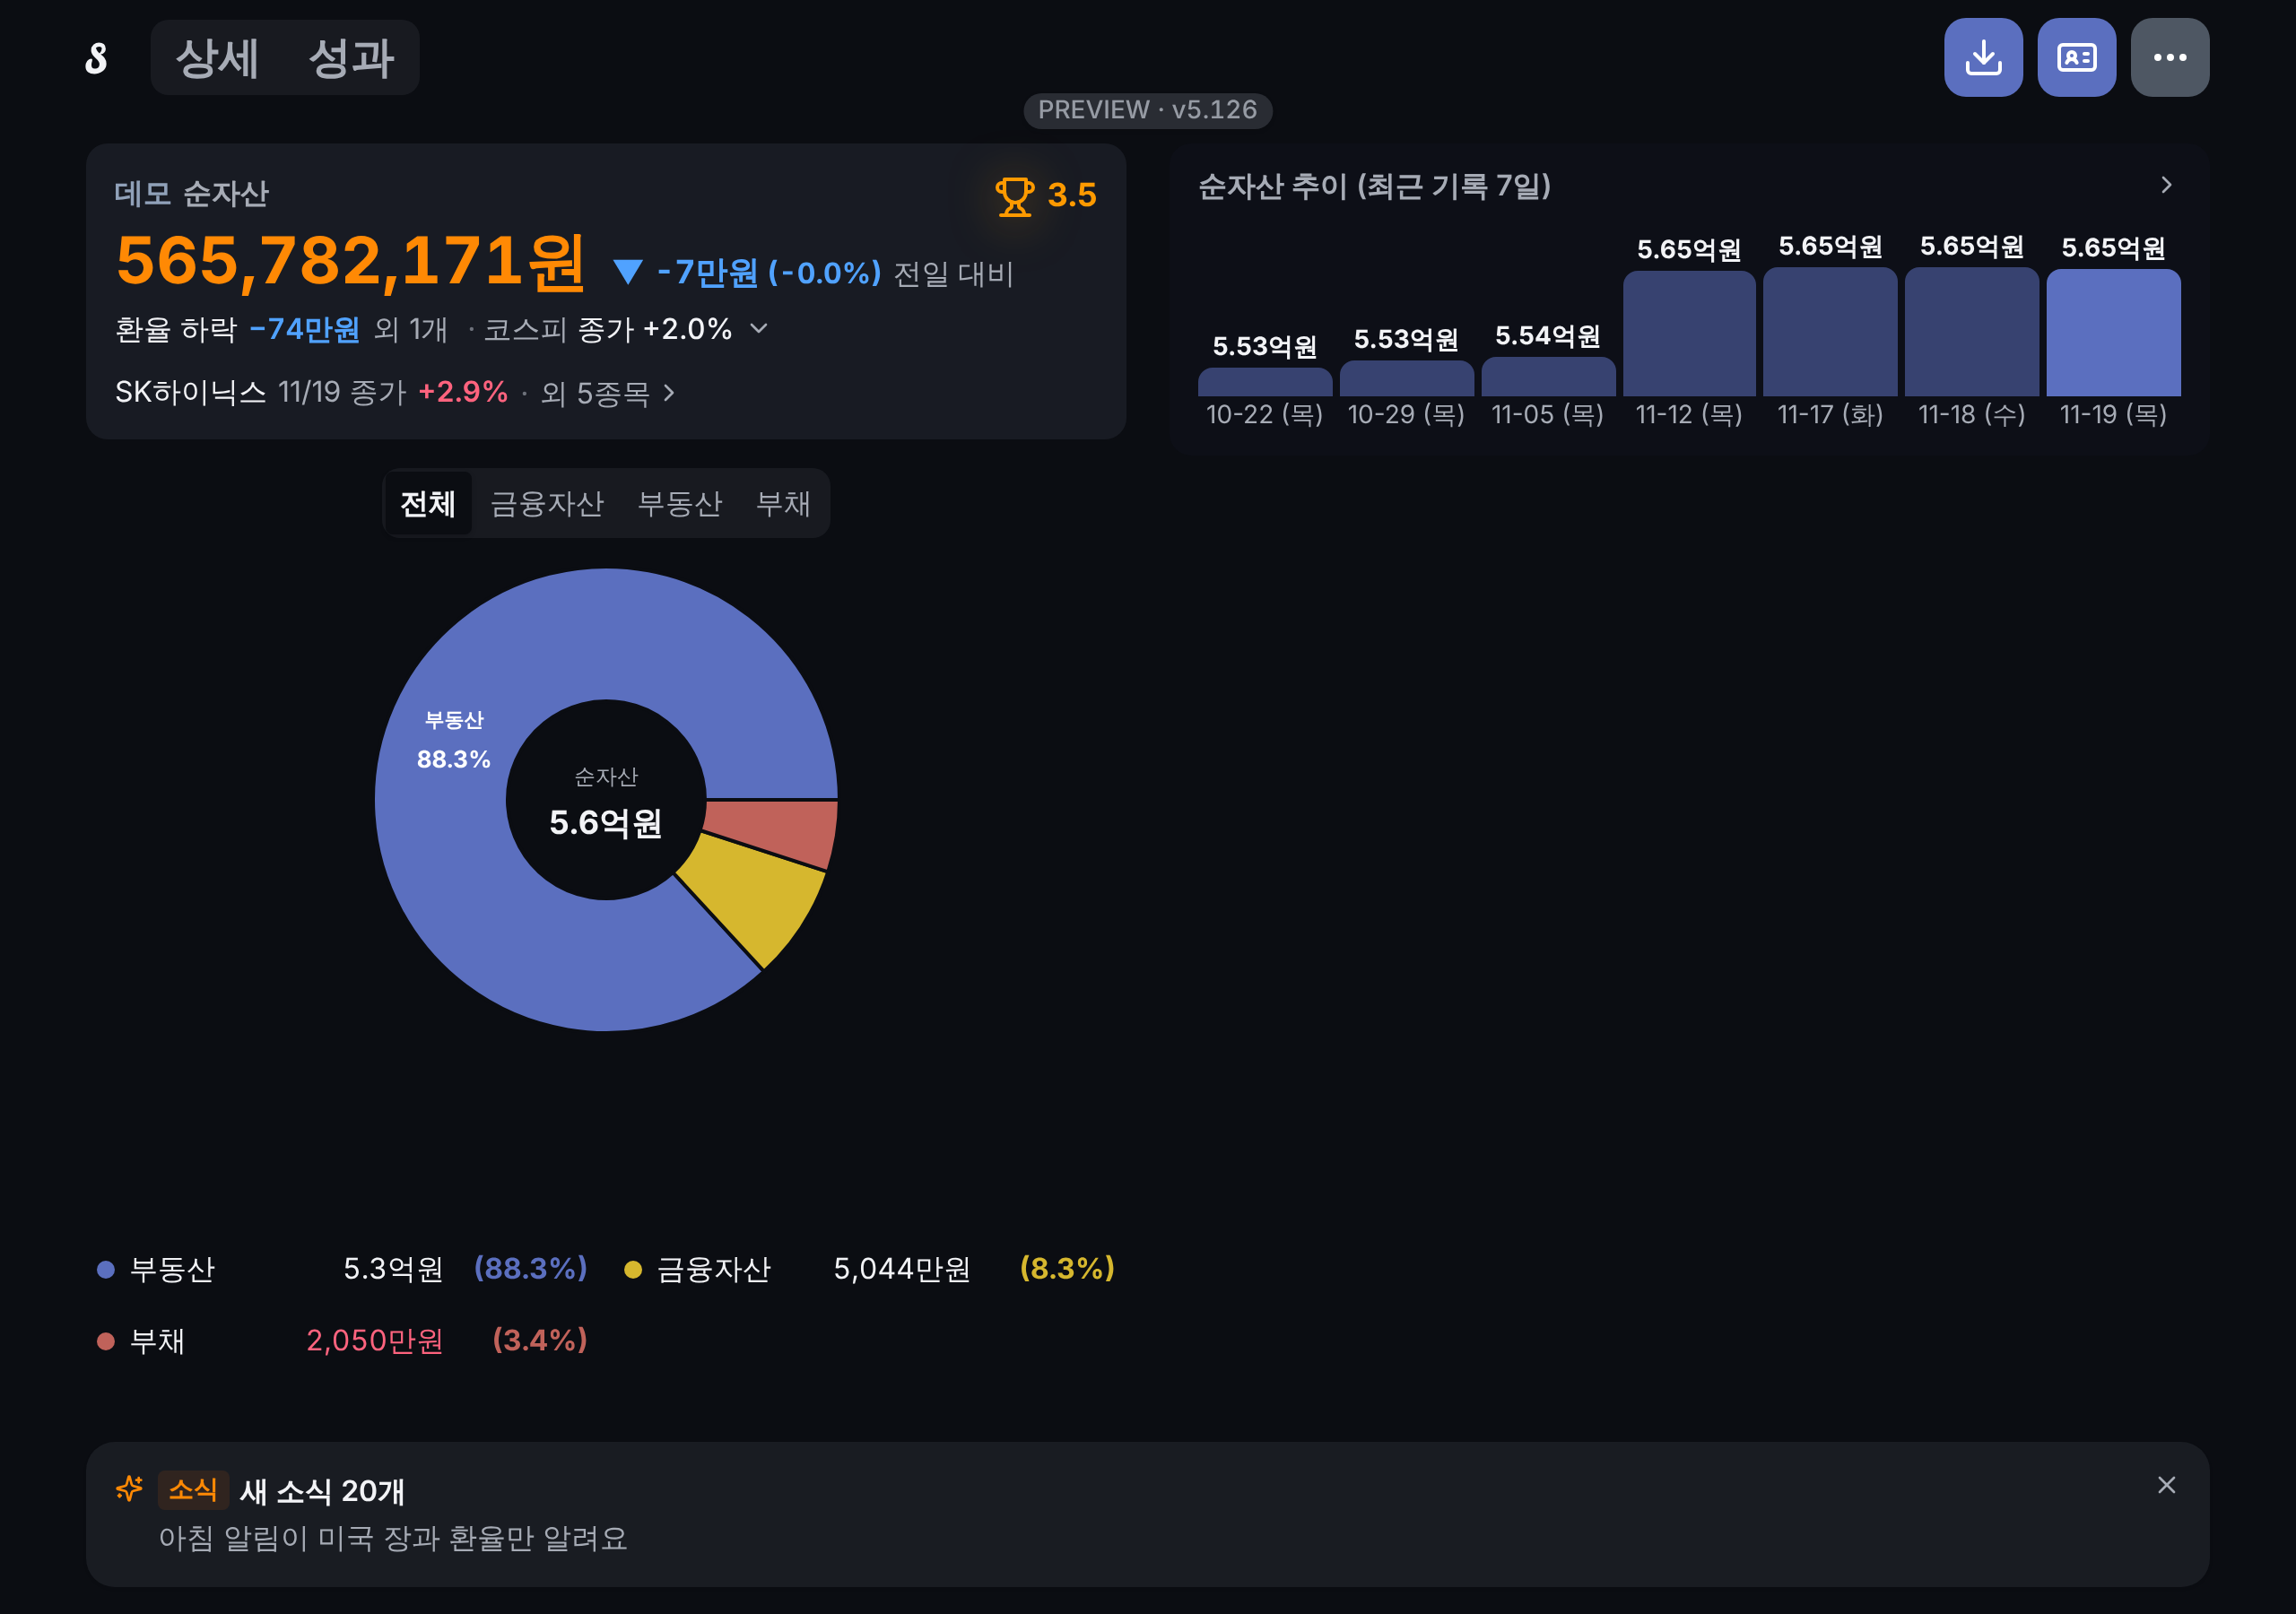 S
상세 성과
PREVIEW · v5.126
데모 순자산
3.5
565,782,171원 ▼ -7만원 (-0.0%) 전일 대비
환율 하락 -74만원 외 1개 · 코스피 종가 +2.0%
SK하이닉스 11/19 종가 +2.9% · 외 5종목
순자산 추이 (최근 기록 7일)
5.53억원 5.53억원 5.54억원 5.65억원 5.65억원 5.65억원 5.65억원
10-22 (목) 10-29 (목) 11-05 (목) 11-12 (목) 11-17 (화) 11-18 (수) 11-19 (목)
전체 금융자산 부동산 부채
부동산
88.3%
순자산
5.6억원
부동산 5.3억원 (88.3%) 금융자산 5,044만원 (8.3%)
부채 2,050만원 (3.4%)
소식 새 소식 20개
아침 알림이 미국 장과 환율만 알려요